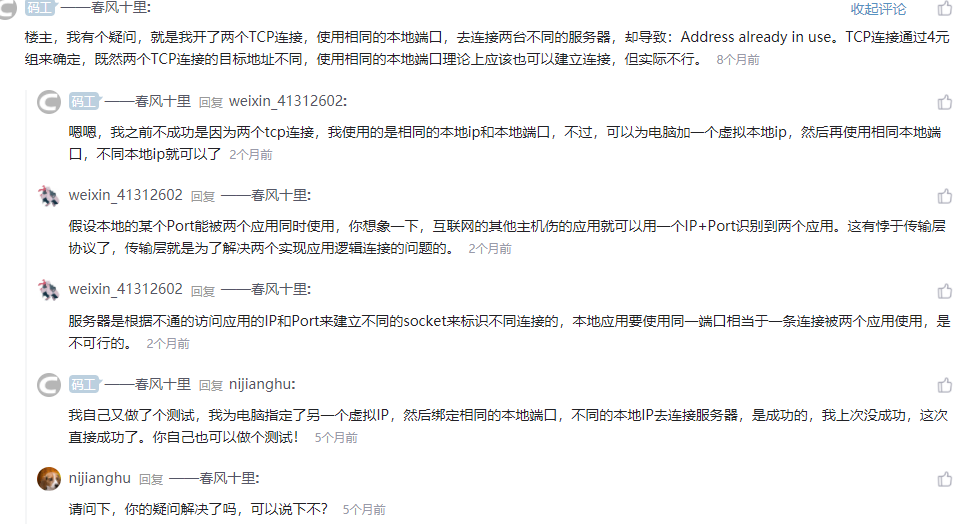 码工 ——春风十里: 收起评论
楼主，我有个疑问，就是我开了两个TCP连接，使用相同的本地端口，去连接两台不同的服务器，却导致：Address already in use。TCP连接通过4元
组来确定，既然两个TCP连接的目标地址不同，使用相同的本地端口理论上应该也可以建立连接，但实际不行。 8个月前
码工 ——春风十里 回复 weixin_41312602:
嗯嗯，我之前不成功是因为两个tcp连接，我使用的是相同的本地ip和本地端口，不过，可以为电脑加一个虚拟本地ip，然后再使用相同本地端
口，不同本地ip就可以了 2个月前
weixin_41312602 回复 ——春风十里:
假设本地的某个Port能被两个应用同时使用，你想象一下，互联网的其他主机伤的应用就可以用一个IP+Port识别到两个应用。这有悖于传输层
协议了，传输层就是为了解决两个实现应用逻辑连接的问题的。 2个月前
weixin_41312602 回复 ——春风十里:
服务器是根据不通的访问应用的IP和Port来建立不同的socket来标识不同连接的，本地应用要使用同一端口相当于一条连接被两个应用使用，是
不可行的。 2个月前
码工 ——春风十里 回复 nijianghu:
我自己又做了个测试，我为电脑指定了另一个虚拟IP，然后绑定相同的本地端口，不同的本地IP去连接服务器，是成功的，我上次没成功，这次
直接成功了。你自己也可以做个测试！ 5个月前
nijianghu 回复 ——春风十里:
请问下，你的疑问解决了吗，可以说下不？ 5个月前